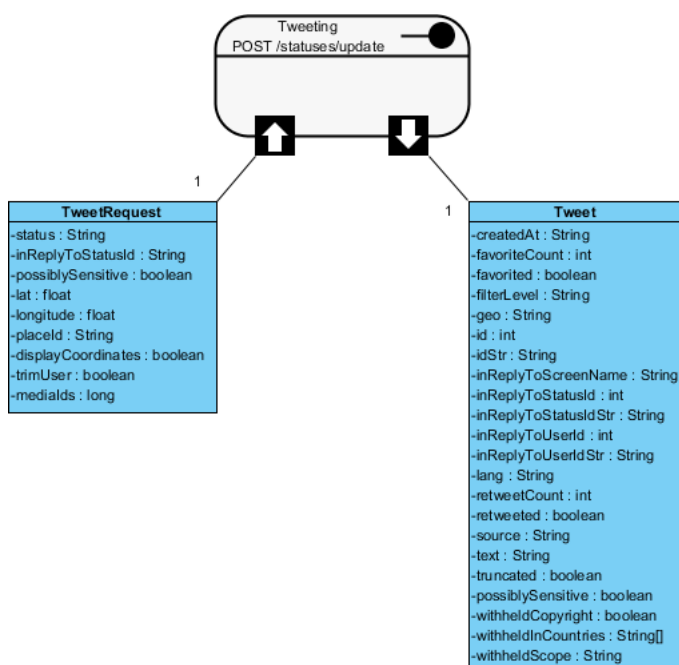 Tweeting
POST /statuses/update
1
TweetRequest
-status : String
-inReplyToStatusId : String
-possiblySensitive : boolean
-lat : float
-longitude : float
-placeId : String
-displayCoordinates : boolean
-trimUser : boolean
-mediaIds : long
1
Tweet
-createdAt : String
-favoriteCount : int
-favorited : boolean
-filterLevel : String
-geo : String
-id : int
-idStr : String
-inReplyToScreenName : String
-inReplyToStatusId : int
-inReplyToStatusIdStr : String
-inReplyToUserId : int
-inReplyToUserIdStr : String
-lang : String
-retweetCount : int
-retweeted : boolean
-source : String
-text : String
-truncated : boolean
-possiblySensitive : boolean
-withheldCopyright : boolean
-withheldInCountries : String[]
-withheldScope : String